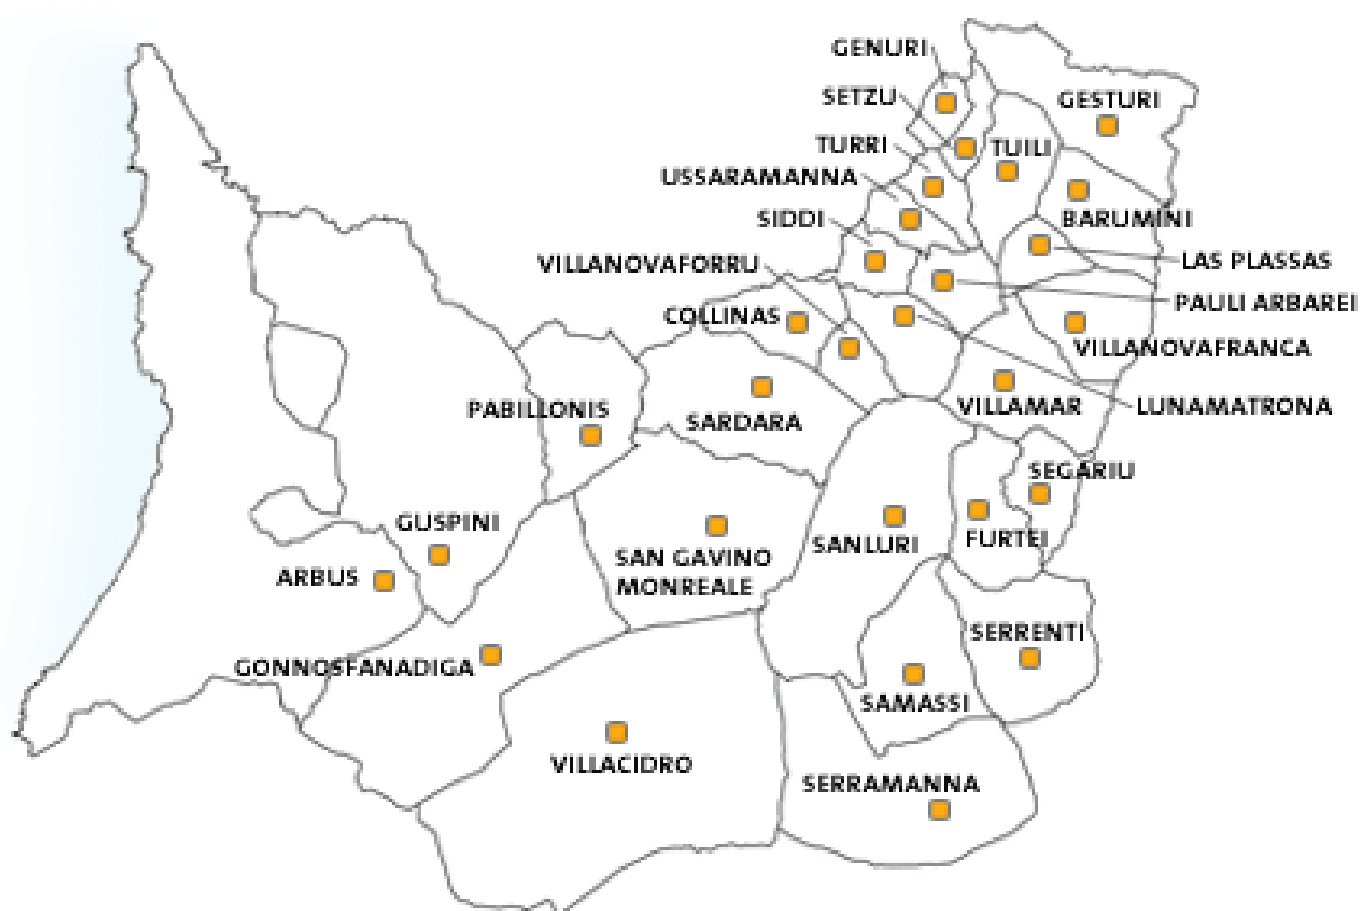 GENURI
SETZU
GESTURI
TURRI
TUILI
USSARAMANNA
SIDDI
BARUMINI
VILLANOVAFORRU
LAS PLASSAS
PAULI ARBAREI
COLLINAS
VILLANOVAFRANCA
PABILLONIS
SARDARA
VILLAMAR
LUNAMATRONA
SEGARIU
GUSPINI
SANLURI
FURTEI
SAN GAVINO
MONREALE
ARBUS
SERRENTI
GONNOSFANADIGA
SAMASSI
VILLACIDRO
SERRAMANNA